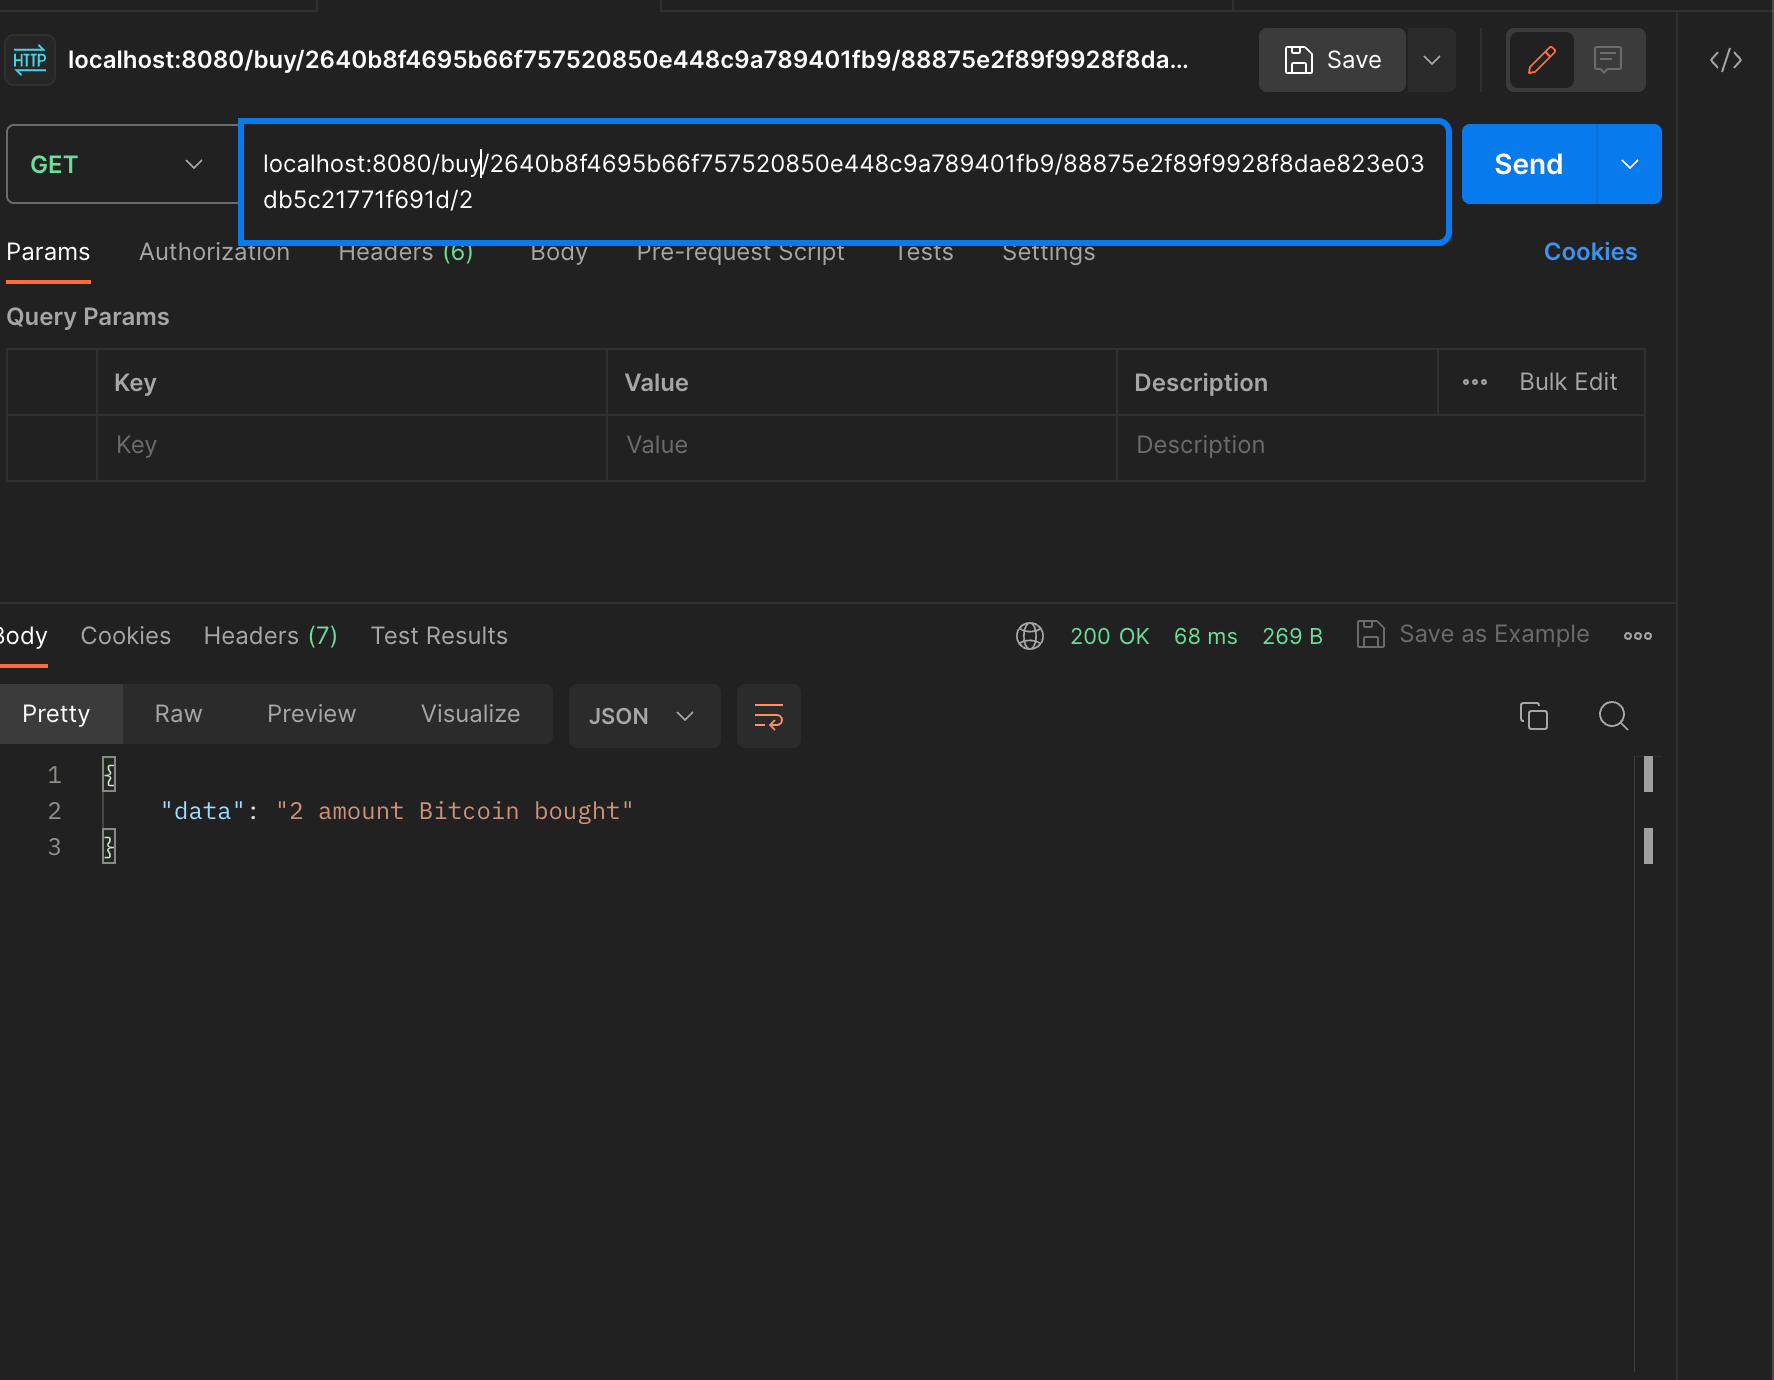 HTTP localhost:8080/buy/2640b8f4695b66f757520850e448c9a789401fb9/88875e2f89f9928f8da... Save
GET localhost:8080/buy/2640b8f4695b66f757520850e448c9a789401fb9/88875e2f89f9928f8dae823e03 Send
db5c21771f691d/2
Params Authorization Headers (6) Body Pre-request Script Tests Settings Cookies
Query Params
Key Value Description Bulk Edit
Key Value Description
Body Cookies Headers (7) Test Results 200 OK 68 ms 269 B Save as Example
Pretty Raw Preview Visualize JSON
1 {
2 "data": "2 amount Bitcoin bought"
3 }